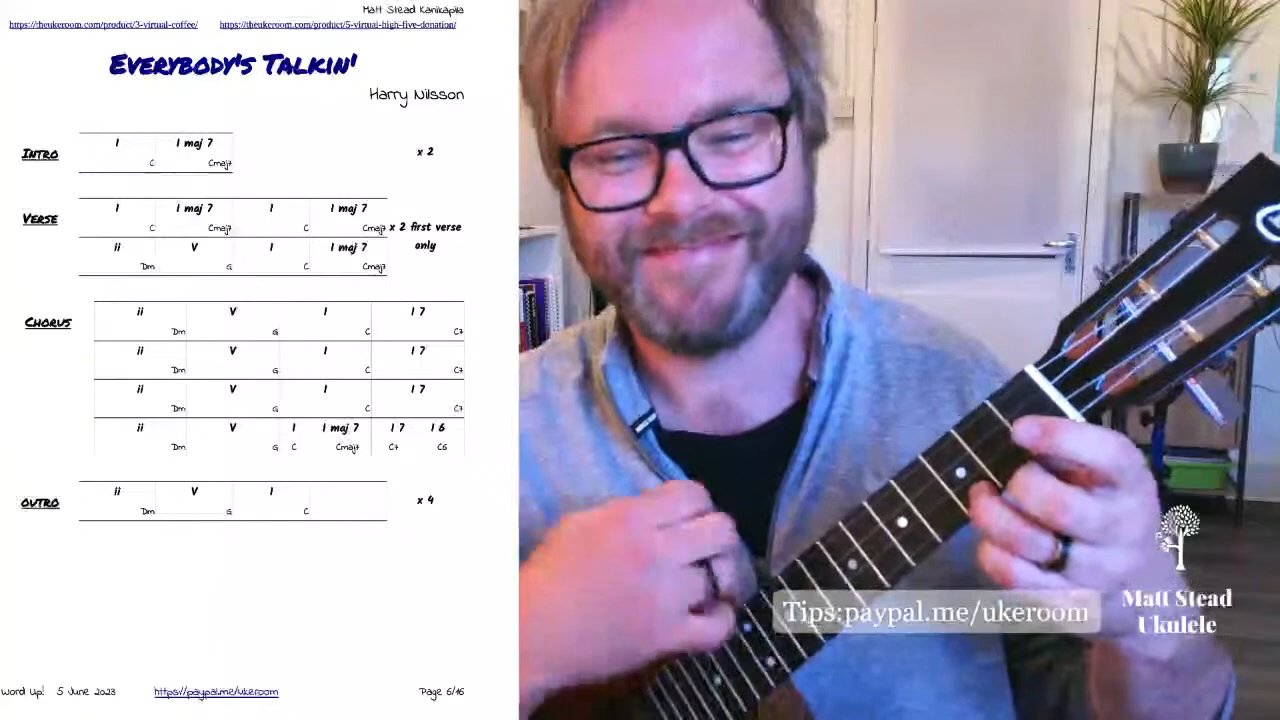 Matt Stead Kanikapila
https://theukeroom.com/product/3-virtual-coffee/ https://theukeroom.com/product/5-virtual-high-five-donation/
Everybody's Talkin'
Harry Nilsson
Intro
I I maj 7
x 2
C Cmaj7
Verse
I I maj 7 I I maj 7
C Cmaj7 C Cmaj7
x 2 first verse only
ii V I I maj 7
Dm G C Cmaj7
Chorus
ii V I I 7
Dm G C C7
ii V I I 7
Dm G C C7
ii V I I 7
Dm G C C7
ii V I I maj 7 I 7 I 6
Dm G C Cmaj7 C7 C6
Outro
ii V I
x 4
Dm G C
Word Up! 5 June 2023 https://paypal.me/ukeroom Page 6/16
Tips:paypal.me/ukeroom
Matt Stead
Ukulele